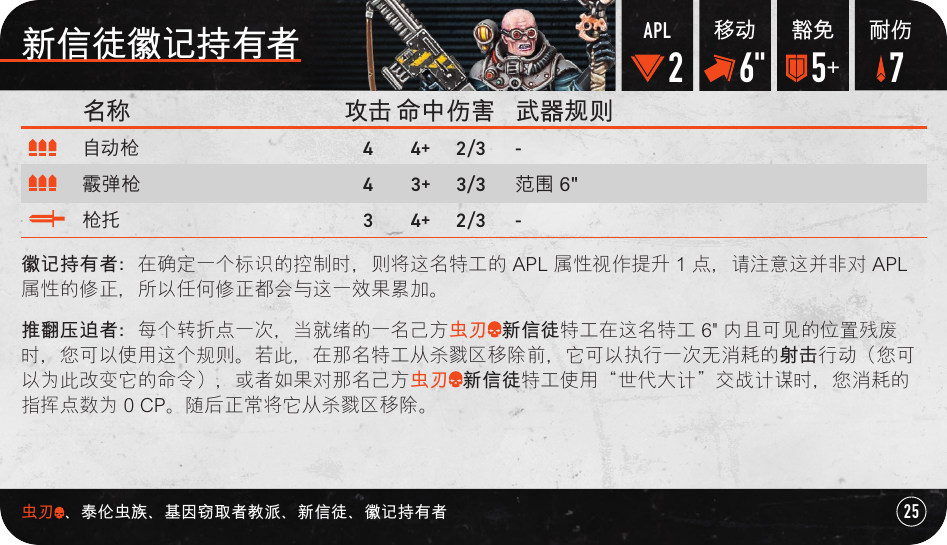 新信徒徽记持有者
APL 移动 豁免 耐伤
2 6" 5+ 7
名称 攻击 命中 伤害 武器规则
自动枪 4 4+ 2/3 -
霰弹枪 4 3+ 3/3 范围 6"
枪托 3 4+ 2/3 -
徽记持有者：在确定一个标识的控制时，则将这名特工的 APL 属性视作提升 1 点，请注意这并非对 APL
属性的修正，所以任何修正都会与这一效果累加。
推翻压迫者：每个转折点一次，当就绪的一名己方虫刃新信徒特工在这名特工 6" 内且可见的位置残废
时，您可以使用这个规则。若此，在那名特工从杀戮区移除前，它可以执行一次无消耗的射击行动（您可
以为此改变它的命令），或者如果对那名己方虫刃新信徒特工使用“世代大计”交战计谋时，您消耗的
指挥点数为 0 CP。随后正常将它从杀戮区移除。
虫刃、泰伦虫族、基因窃取者教派、新信徒、徽记持有者
25